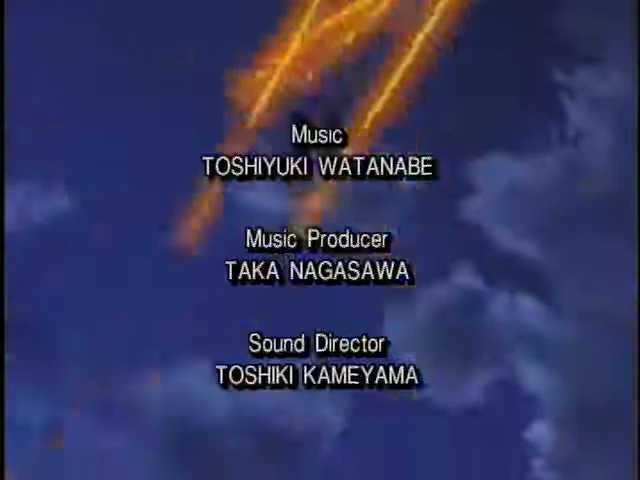 Music
TOSHIYUKI WATANABE
Music Producer
TAKA NAGASAWA
Sound Director
TOSHIKI KAMEYAMA